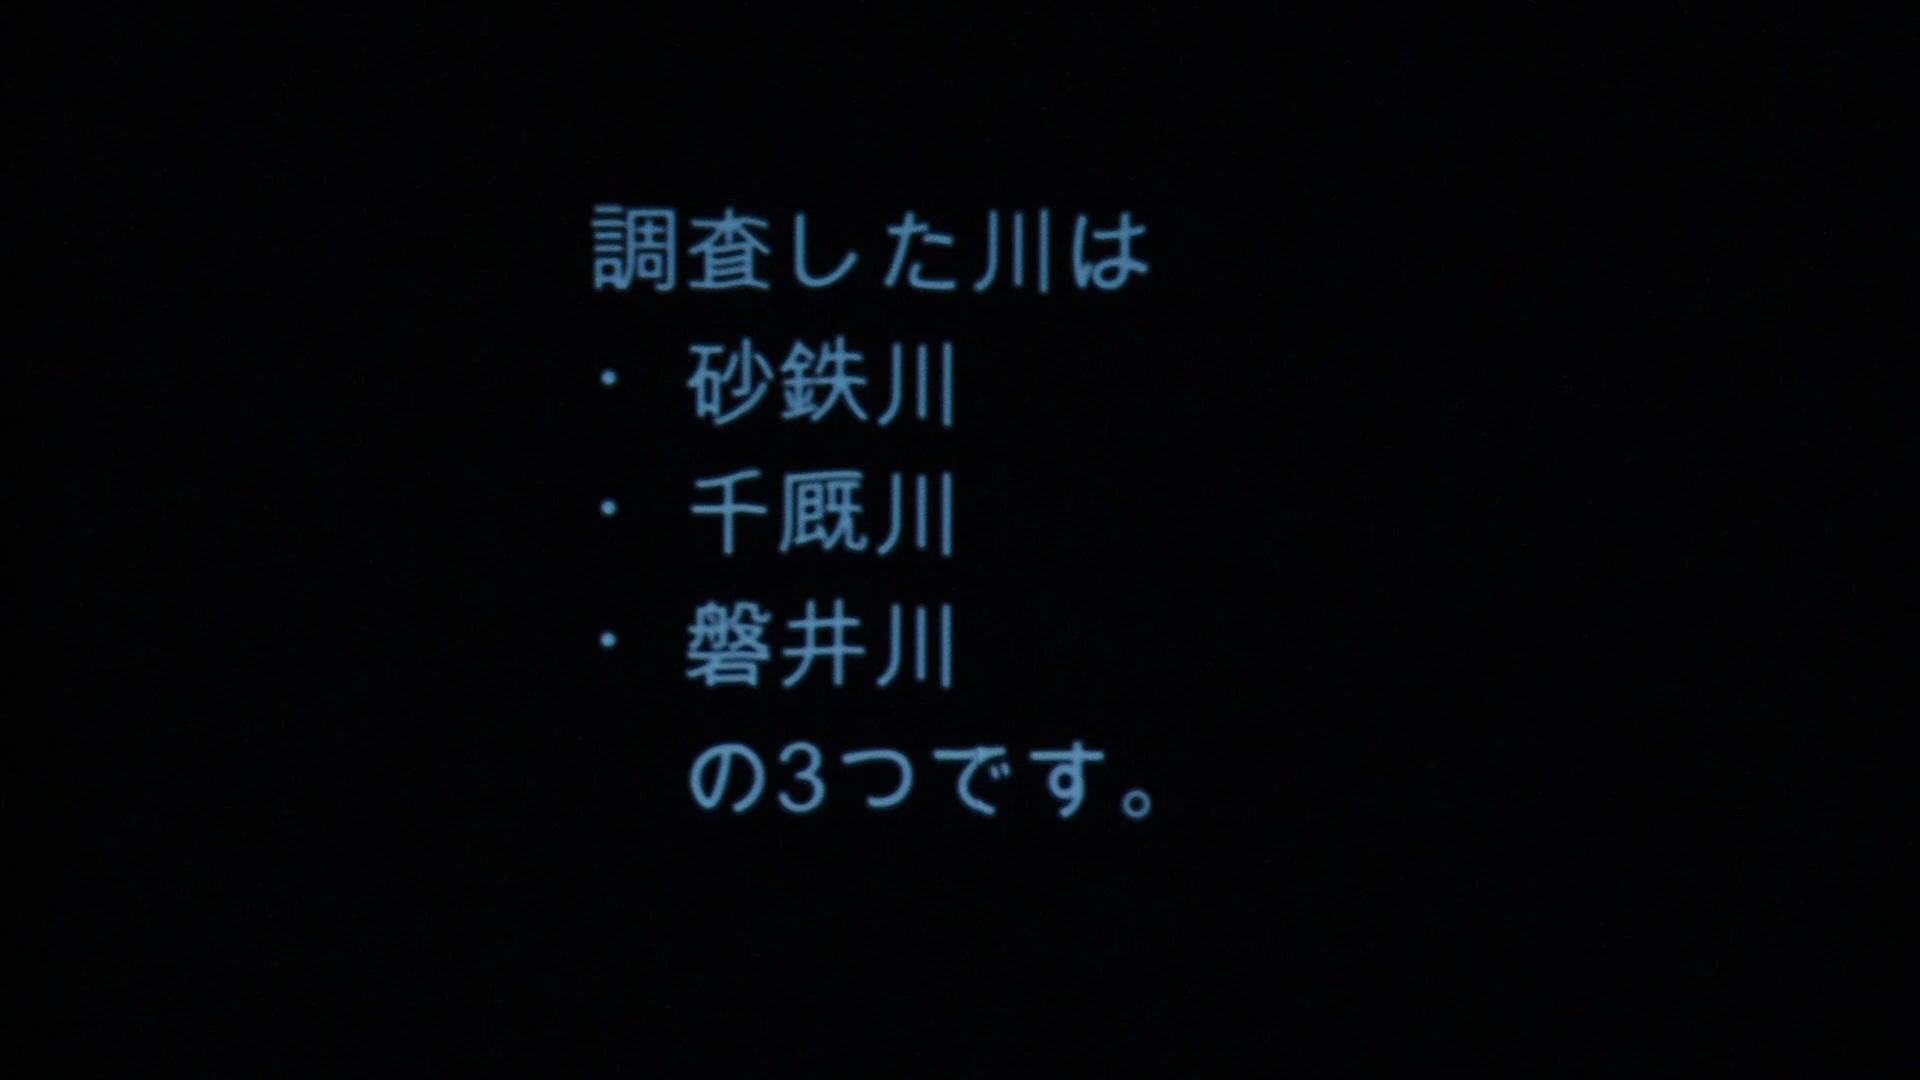 調査した川は
・ 砂鉄川
・ 千厩川
・ 磐井川
の3つです。